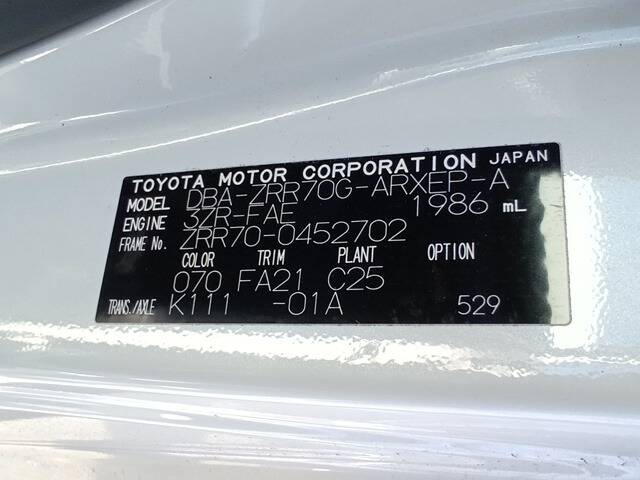 TOYOTA MOTOR CORPORATION JAPAN
MODEL DBA-ZRR70G-ARXEP-A
ENGINE 3ZR-FAE 1986 mL
FRAME No. ZRR70-0452702
COLOR TRIM PLANT OPTION
070 FA21 C25
TRANS./AXLE K111 -01A 529